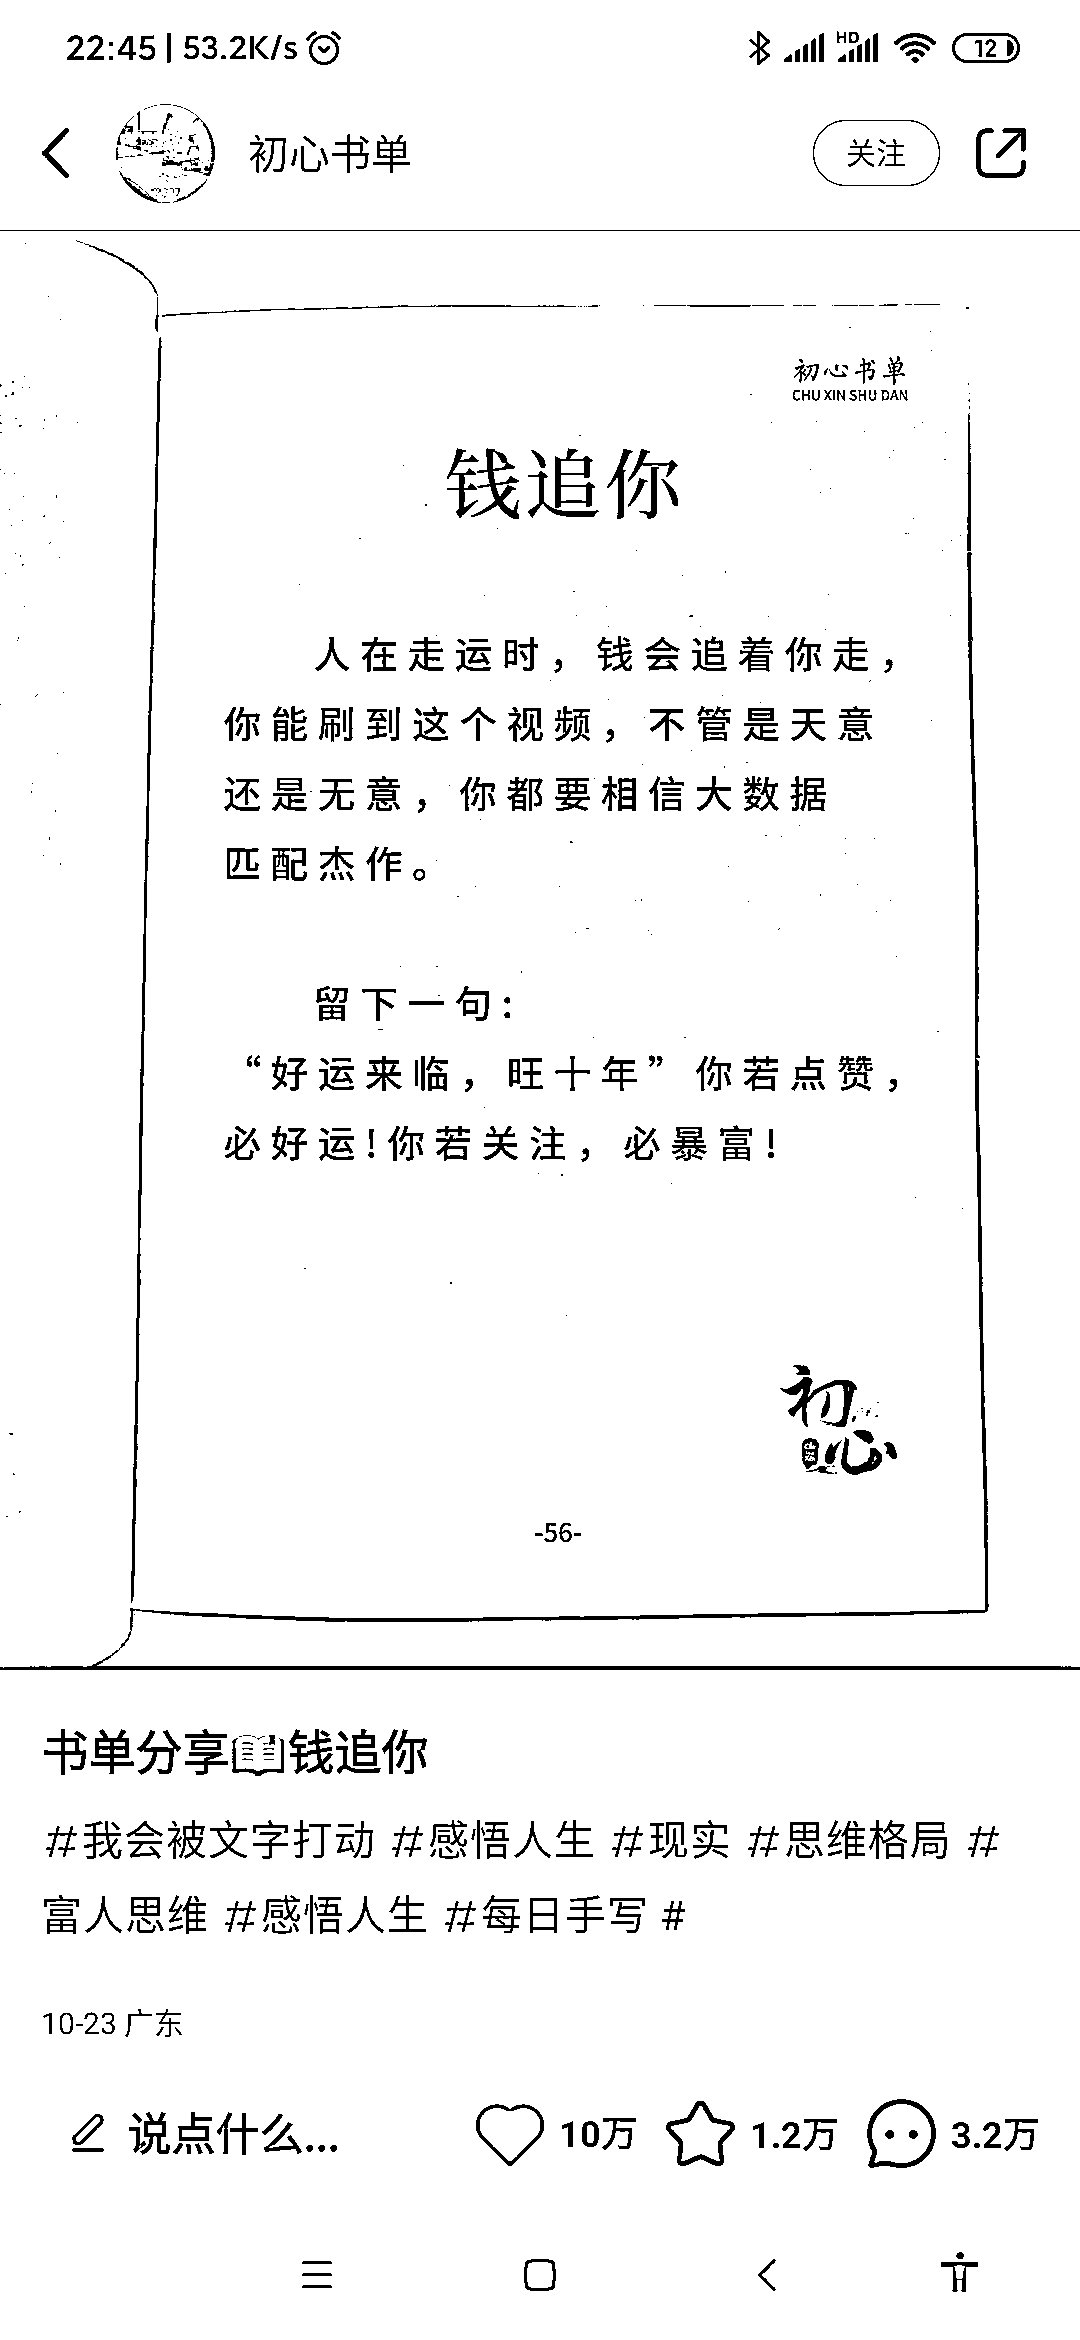 22:45 | 53.2K/s
HD
12
初心书单
关注
初心书单
CHU XIN SHU DAN
钱追你
人在走运时，钱会追着你走，
你能刷到这个视频，不管是天意
还是无意，你都要相信大数据
匹配杰作。
留下一句：
“好运来临，旺十年”你若点赞，
必好运！你若关注，必暴富！
初心
-56-
书单分享📖钱追你
#我会被文字打动 #感悟人生 #现实 #思维格局 #
富人思维 #感悟人生 #每日手写 #
10-23 广东
说点什么...
10万
1.2万
3.2万